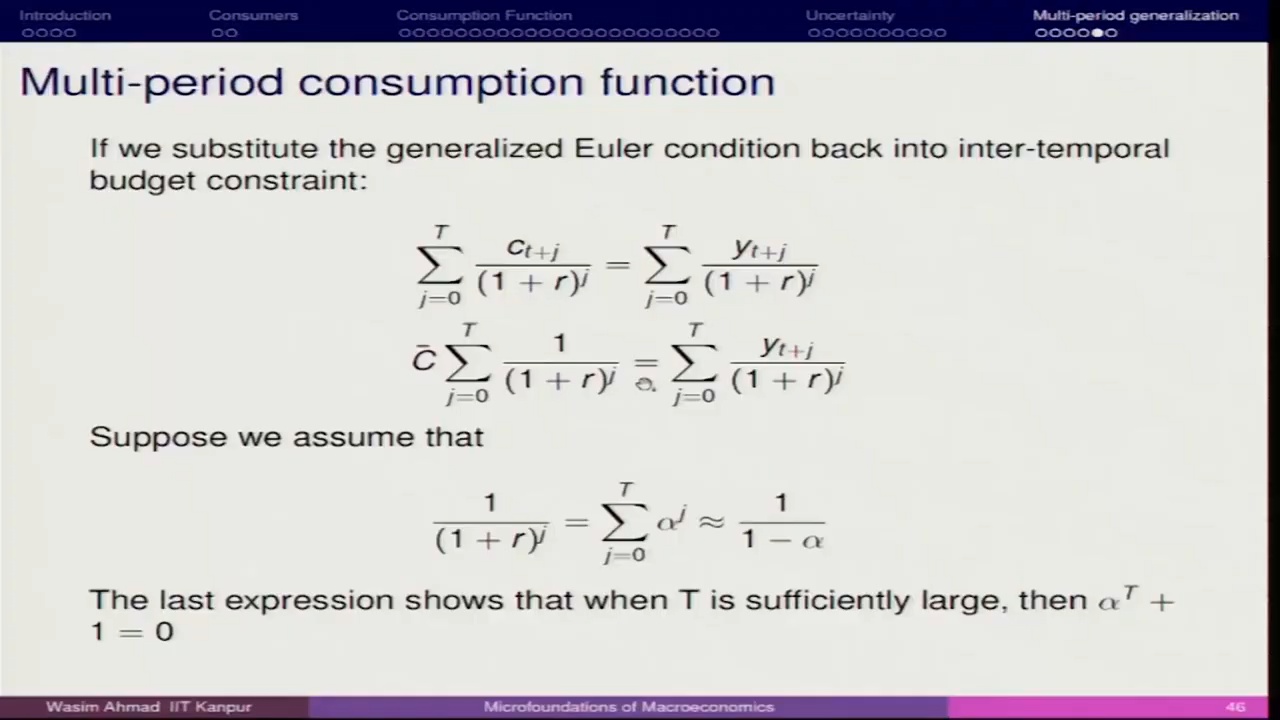 Introduction Consumers Consumption Function Uncertainty Multi-period generalization
Multi-period consumption function
If we substitute the generalized Euler condition back into inter-temporal
budget constraint:
\sum_{j=0}^{T} \frac{c_{t+j}}{(1 + r)^j} = \sum_{j=0}^{T} \frac{y_{t+j}}{(1 + r)^j}
\bar{C} \sum_{j=0}^{T} \frac{1}{(1 + r)^j} = \sum_{j=0}^{T} \frac{y_{t+j}}{(1 + r)^j}
Suppose we assume that
\frac{1}{(1 + r)^j} = \sum_{j=0}^{T} α^j ≈ \frac{1}{1 − α}
The last expression shows that when T is sufficiently large, then α^T +
1 = 0
Wasim Ahmad IIT Kanpur Microfoundations of Macroeconomics 46